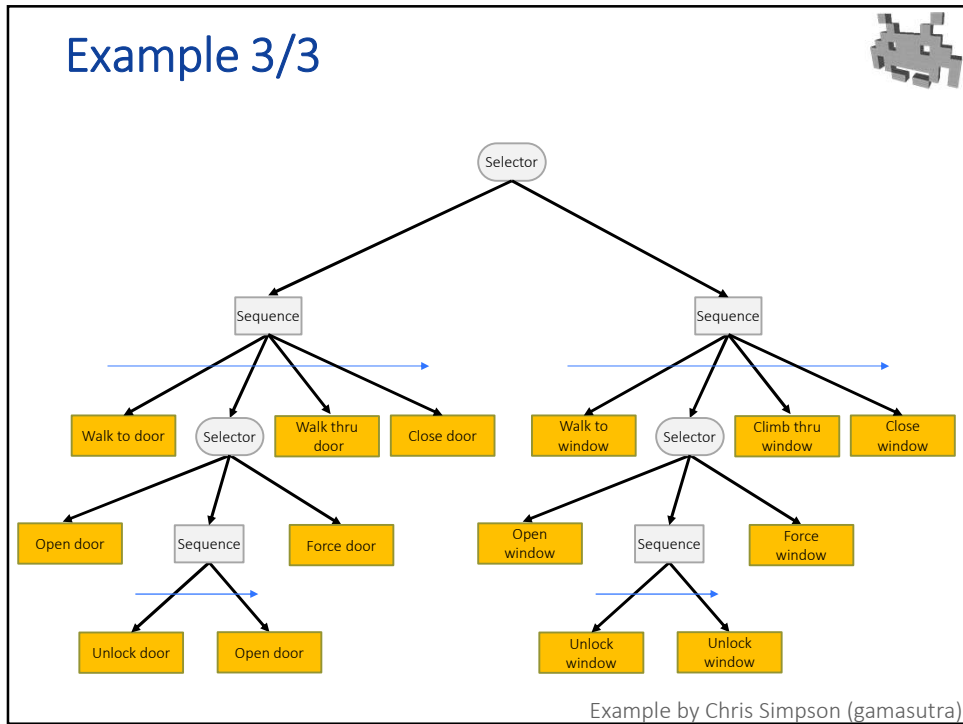 Example 3/3
Selector
Sequence
Sequence
Walk to door
Selector
Walk thru
door
Close door
Walk to
window
Selector
Climb thru
window
Close
window
Open door
Sequence
Force door
Open
window
Sequence
Force
window
Unlock door
Open door
Unlock
window
Unlock
window
Example by Chris Simpson (gamasutra)